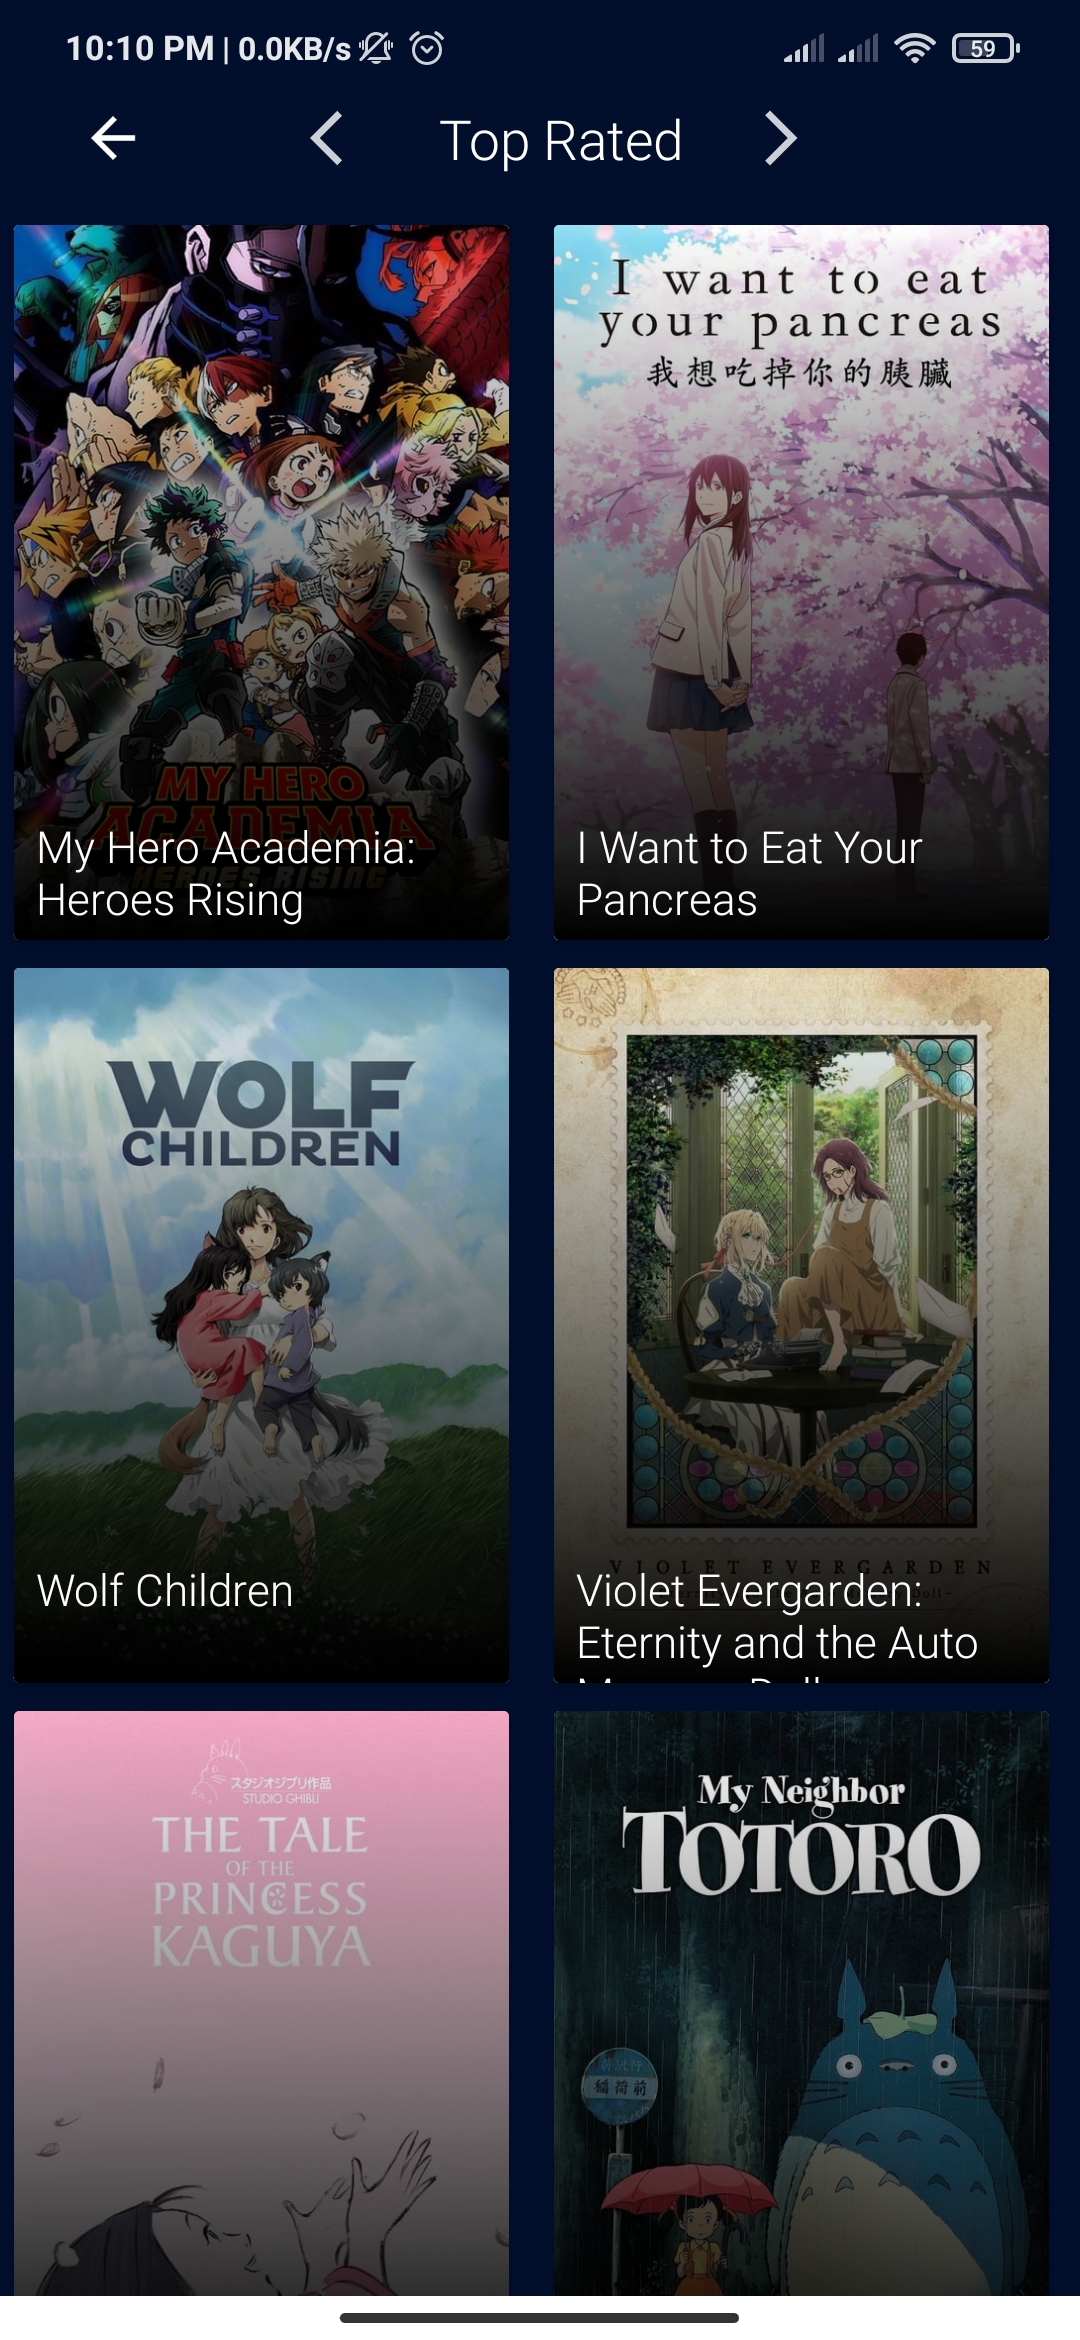 10:10 PM | 0.0KB/s
59
Top Rated
I want to eat
your pancreas
我想吃掉你的胰臟
MY HERO
ACADEMIA
HEROES RISING
My Hero Academia:
Heroes Rising
I Want to Eat Your
Pancreas
WOLF
CHILDREN
Wolf Children
VIOLET EVERGARDEN
Violet Evergarden:
Eternity and the Auto
スタジオジブリ作品
STUDIO GHIBLI
THE TALE
OF THE
PRINCESS
KAGUYA
My Neighbor
TOTORO
稲荷前